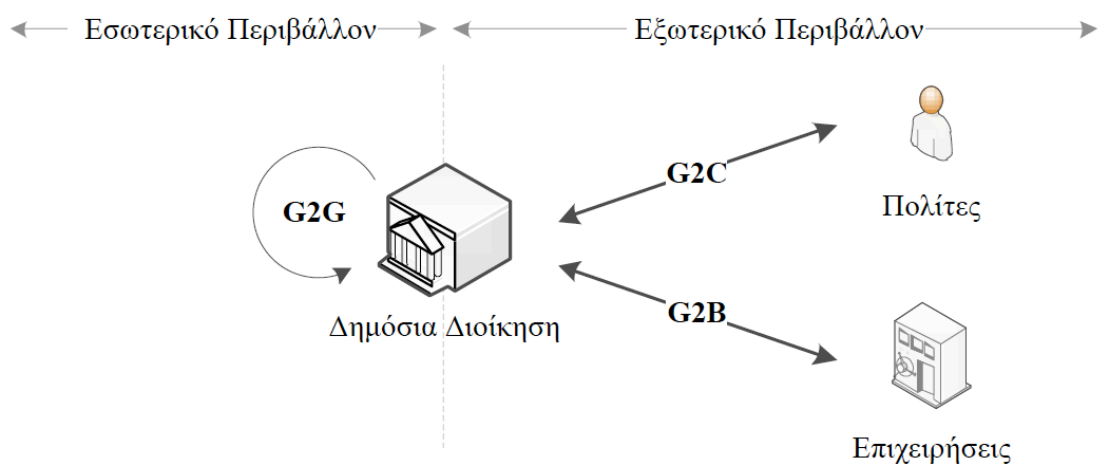 Εσωτερικό Περιβάλλον
Εξωτερικό Περιβάλλον
G2C
Πολίτες
G2G
Δημόσια Διοίκηση
G2B
Επιχειρήσεις